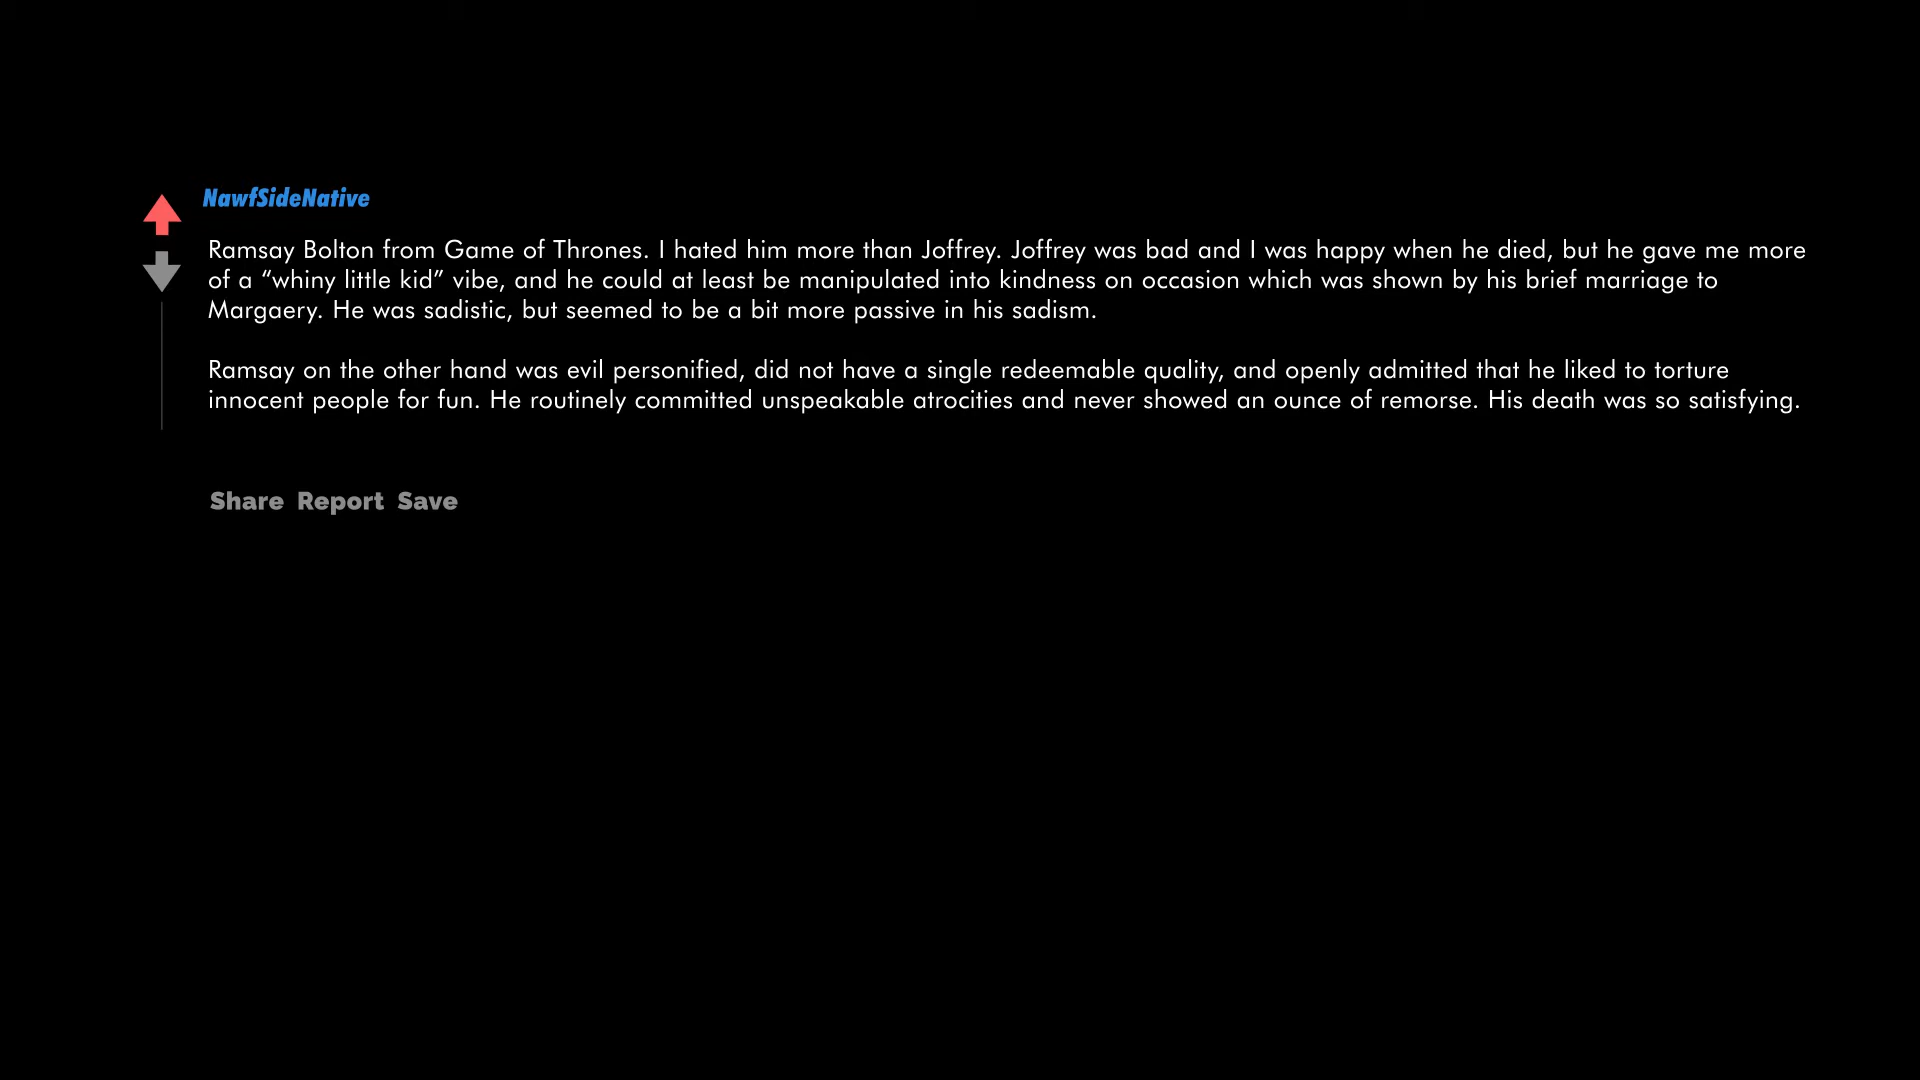 NawfSideNative
Ramsay Bolton from Game of Thrones. I hated him more than Joffrey. Joffrey was bad and I was happy when he died, but he gave me more
of a “whiny little kid” vibe, and he could at least be manipulated into kindness on occasion which was shown by his brief marriage to
Margaery. He was sadistic, but seemed to be a bit more passive in his sadism.
Ramsay on the other hand was evil personified, did not have a single redeemable quality, and openly admitted that he liked to torture
innocent people for fun. He routinely committed unspeakable atrocities and never showed an ounce of remorse. His death was so satisfying.
Share Report Save